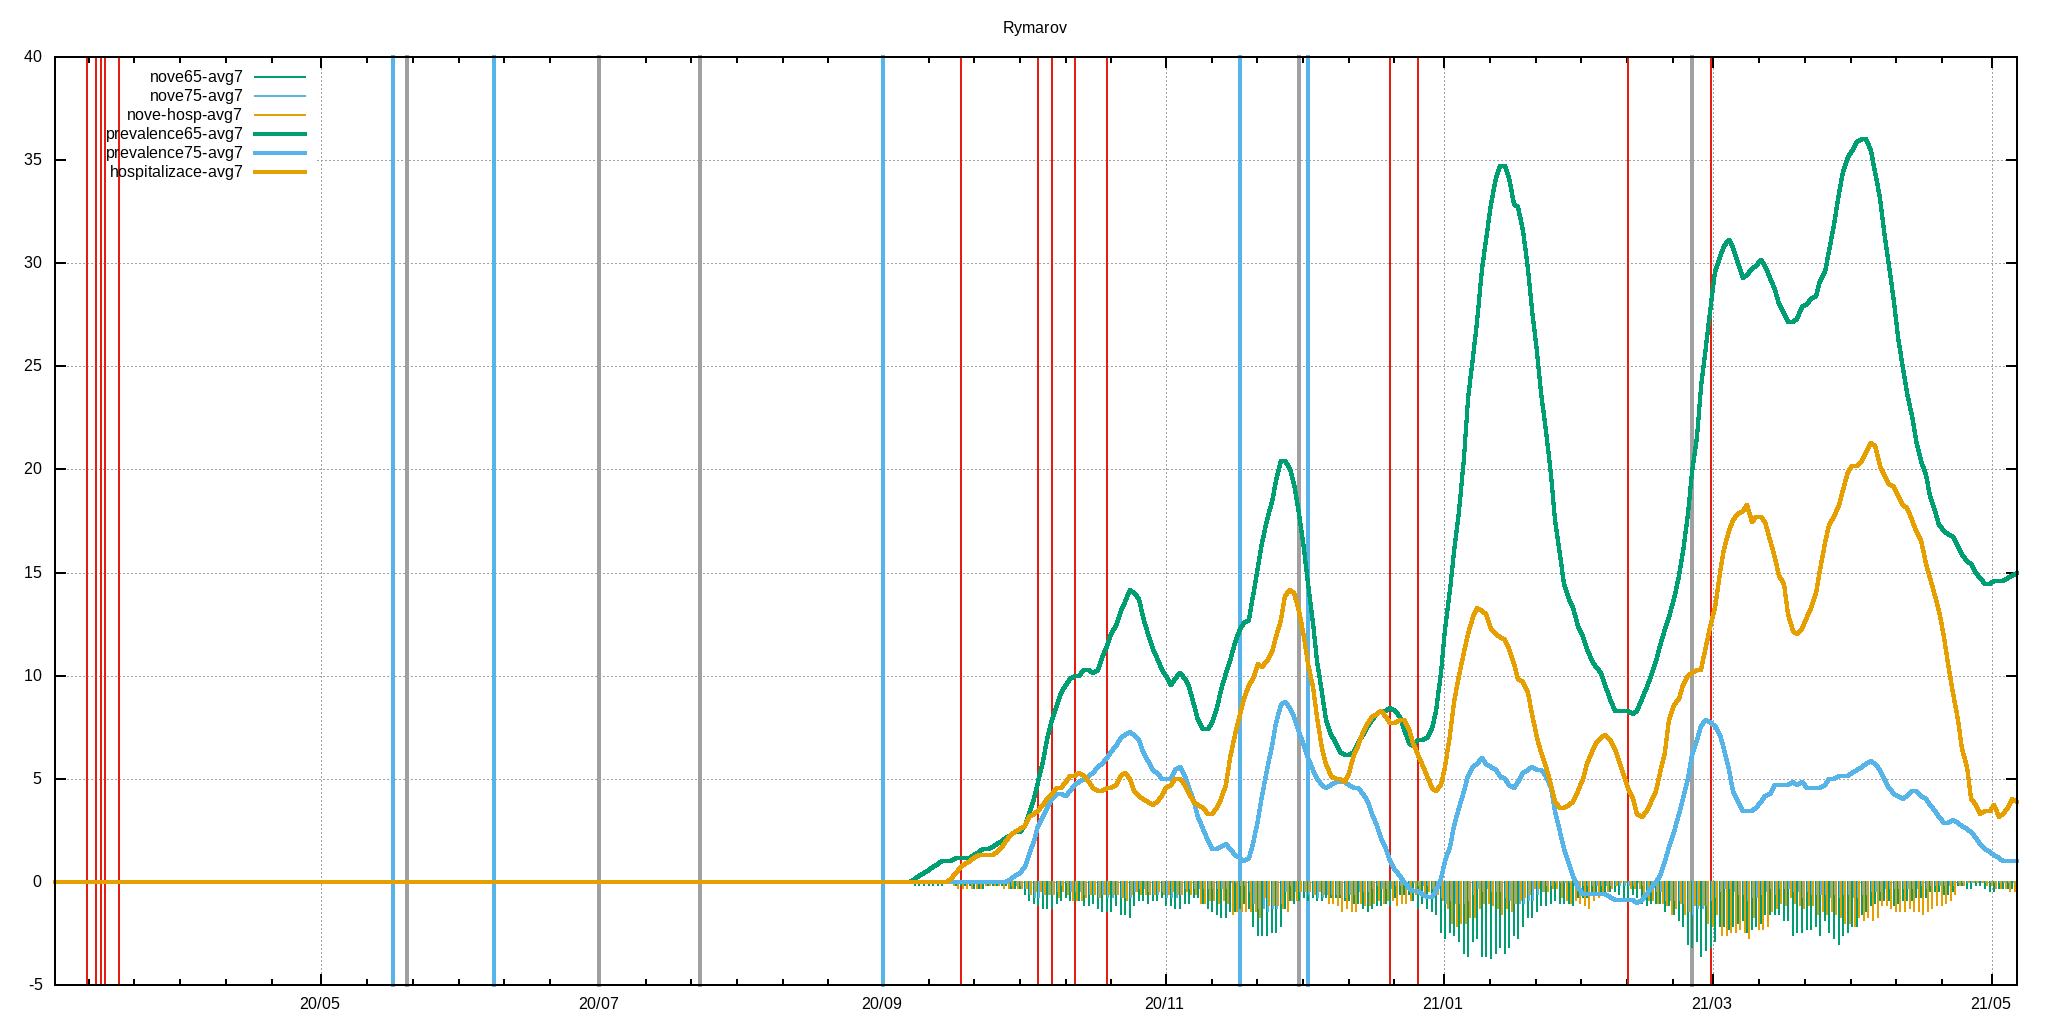 Rymarov
40
35
30
25
20
15
10
5
0
-5
nove65-avg7
nove75-avg7
nove-hosp-avg7
prevalence65-avg7
prevalence75-avg7
hospitalizace-avg7
20/05 20/07 20/09 20/11 21/01 21/03 21/05